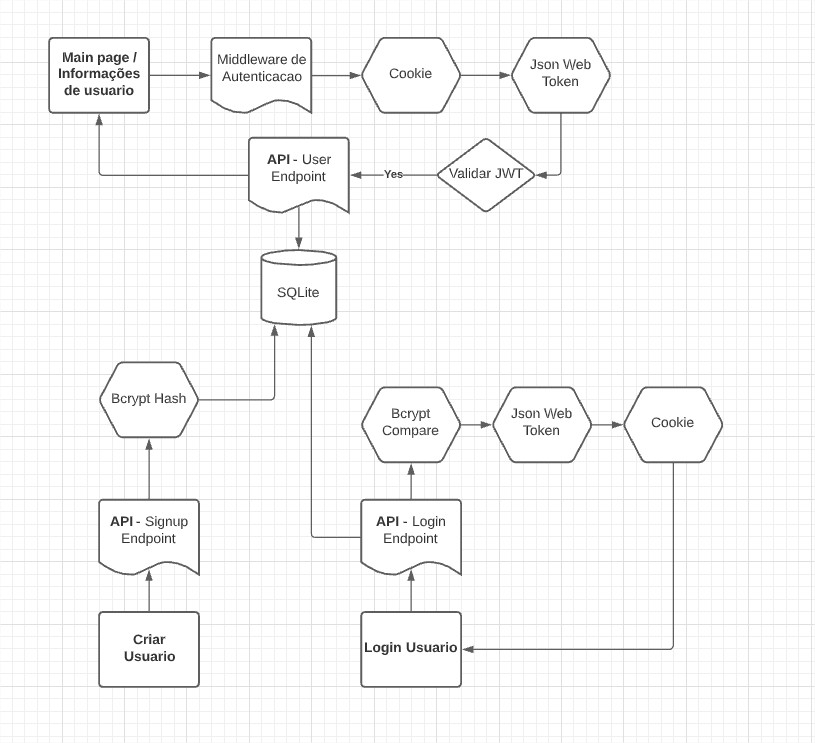 Main page /
Informações
de usuario
Middleware de
Autenticacao
Cookie
Json Web
Token
API - User
Endpoint
Yes
Validar JWT
SQLite
Bcrypt Hash
Bcrypt
Compare
Json Web
Token
Cookie
API - Signup
Endpoint
API - Login
Endpoint
Criar
Usuario
Login Usuario